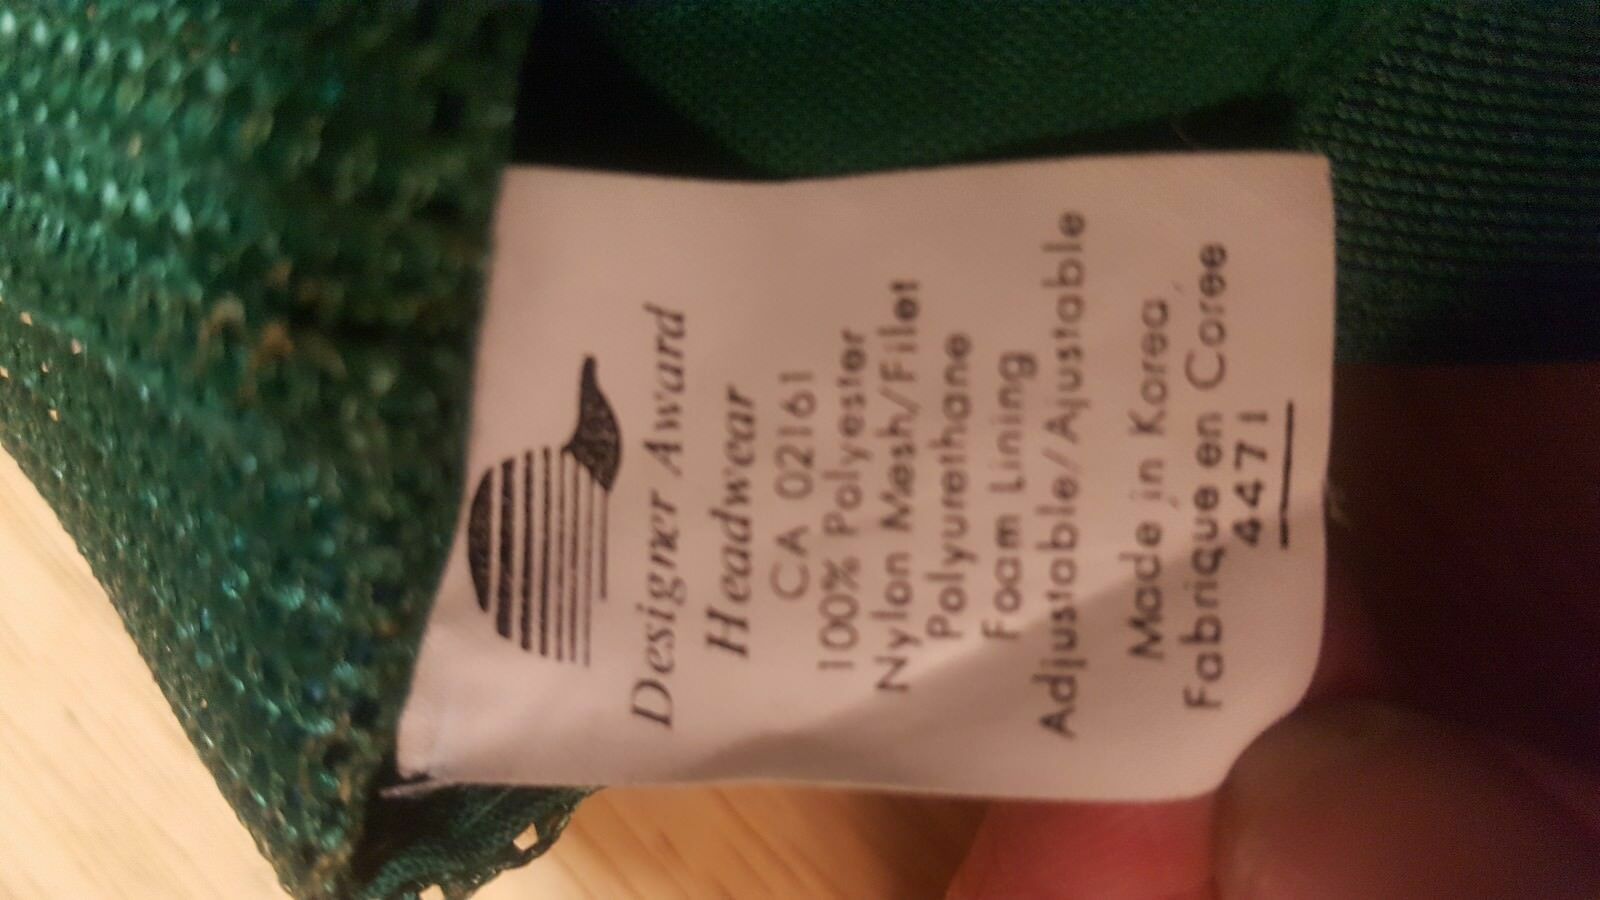 Designer Award
Headwear
CA 02161
100% Polyester
Nylon Mesh/Filet
Polyurethane
Foam Lining
Adjustable/Ajustable
Made in Korea
Fabrique en Coree
4471